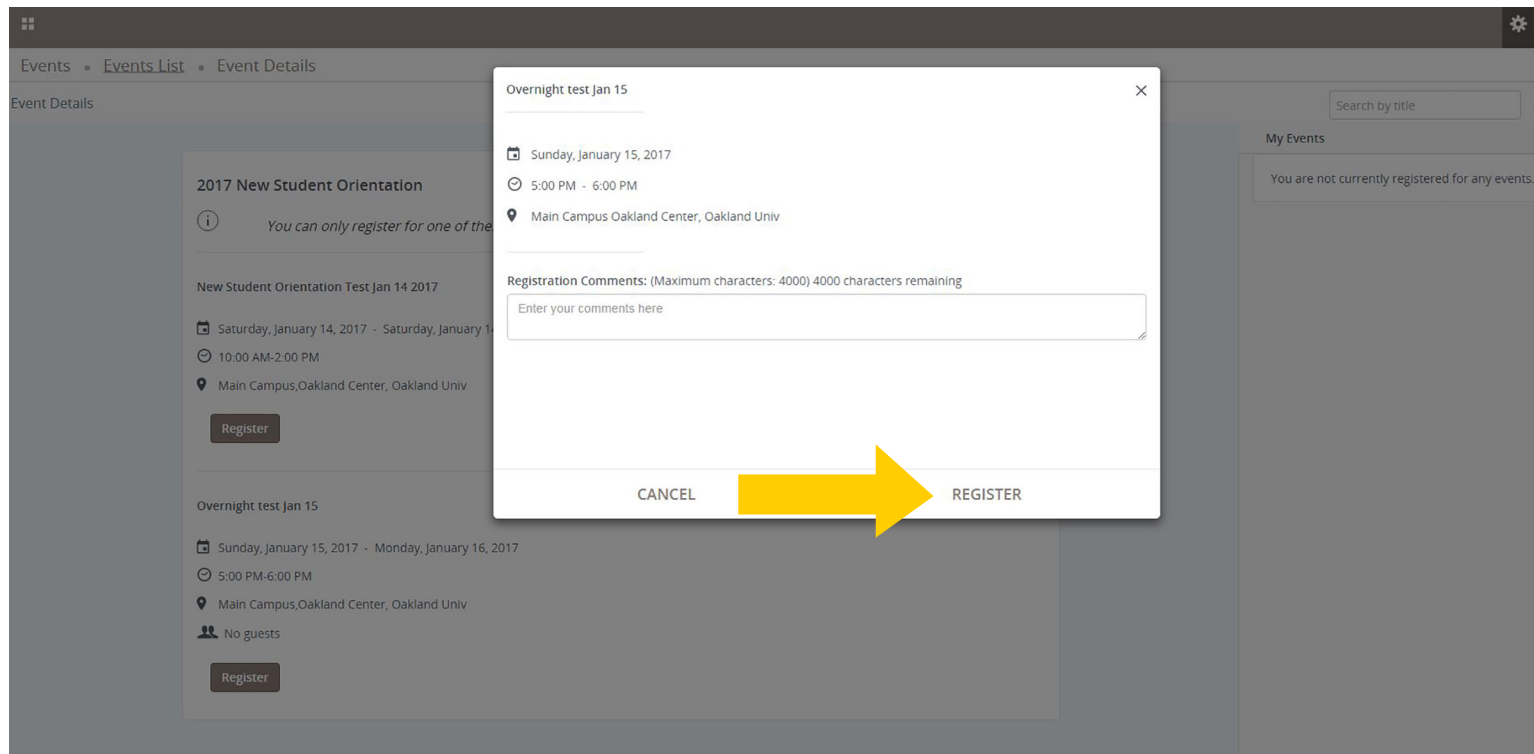 Events • Events List • Event Details
Event Details
Search by title
My Events
You are not currently registered for any events.
2017 New Student Orientation
You can only register for one of the
New Student Orientation Test Jan 14 2017
Saturday, January 14, 2017 - Saturday, January 1
10:00 AM-2:00 PM
Main Campus,Oakland Center, Oakland Univ
Register
Overnight test Jan 15
Sunday, January 15, 2017 - Monday, January 16, 2017
5:00 PM-6:00 PM
Main Campus,Oakland Center, Oakland Univ
No guests
Register
Overnight test Jan 15
Sunday, January 15, 2017
5:00 PM - 6:00 PM
Main Campus Oakland Center, Oakland Univ
Registration Comments: (Maximum characters: 4000) 4000 characters remaining
Enter your comments here
CANCEL
REGISTER